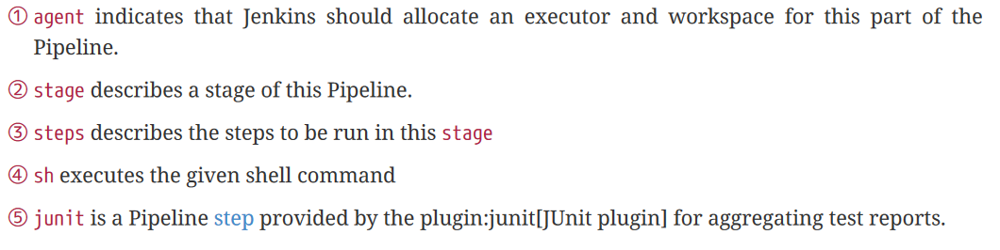 ① agent indicates that Jenkins should allocate an executor and workspace for this part of the
Pipeline.
② stage describes a stage of this Pipeline.
③ steps describes the steps to be run in this stage
④ sh executes the given shell command
⑤ junit is a Pipeline step provided by the plugin:junit[JUnit plugin] for aggregating test reports.